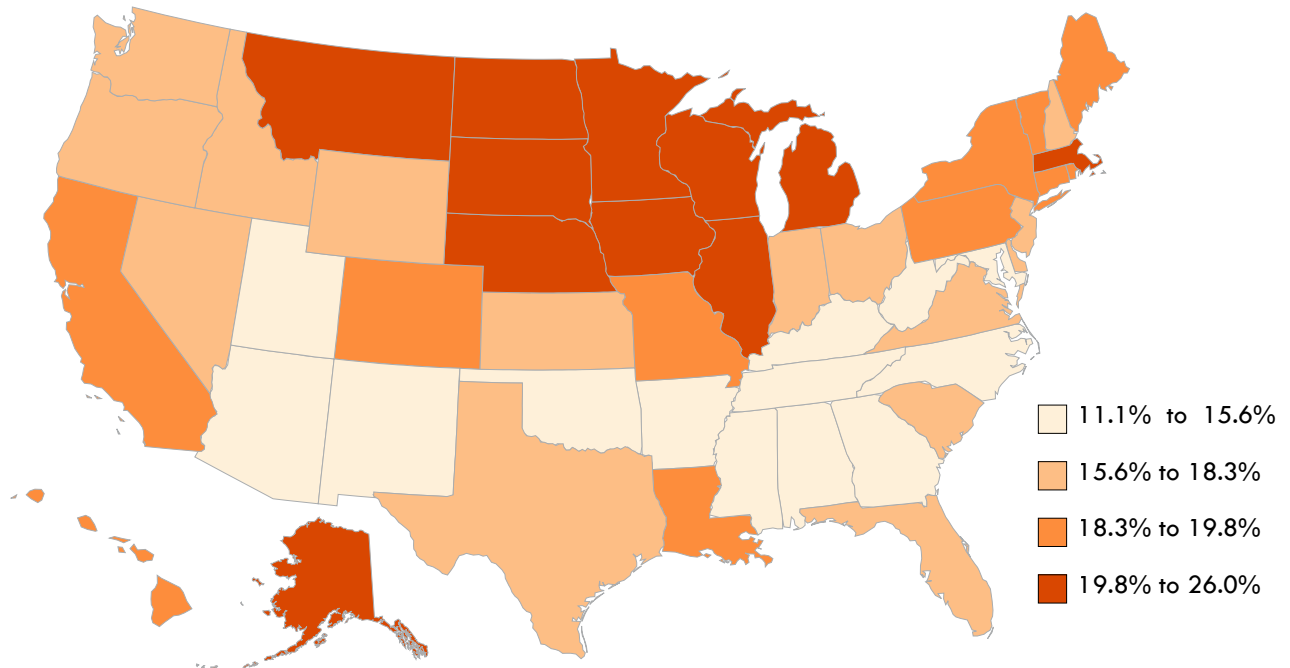 11.1% to 15.6%
15.6% to 18.3%
18.3% to 19.8%
19.8% to 26.0%